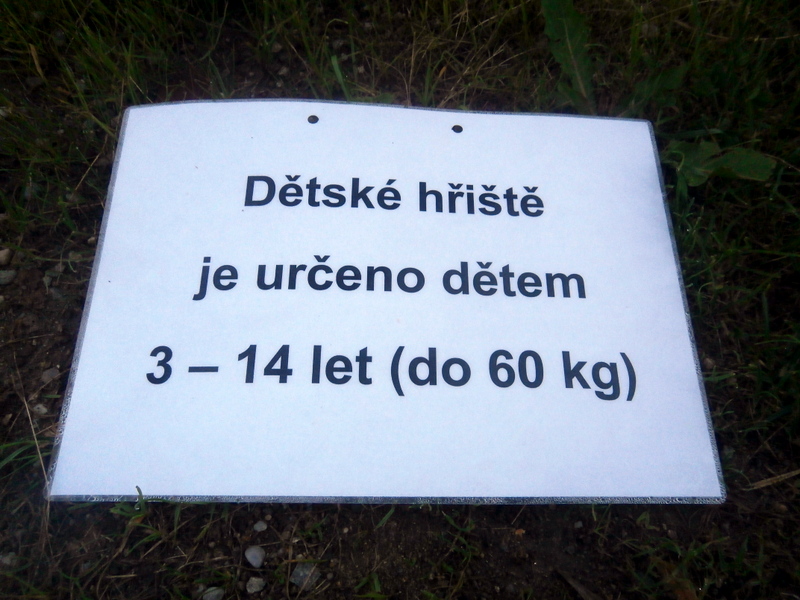 Dětské hřiště
je určeno dětem
3 – 14 let (do 60 kg)